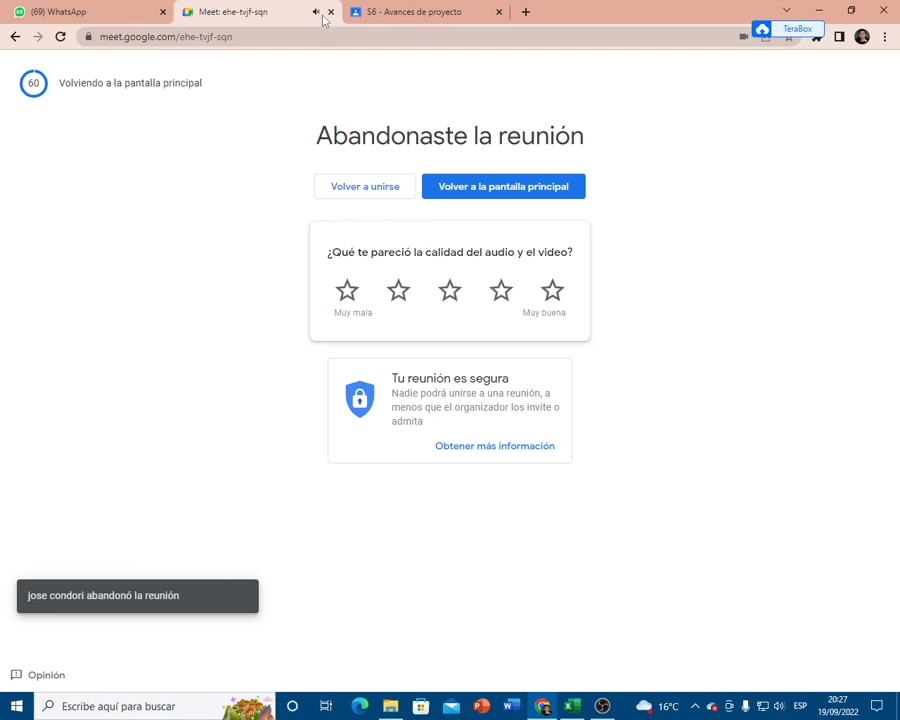 (69) WhatsApp
Meet: ehe-tvjf-sqn
S6 - Avances de proyecto
meet.google.com/ehe-tvjf-sqn
TeraBox
60
Volviendo a la pantalla principal
Abandonaste la reunión
Volver a unirse
Volver a la pantalla principal
¿Qué te pareció la calidad del audio y el video?
Muy mala
Muy buena
Tu reunión es segura
Nadie podrá unirse a una reunión, a
menos que el organizador los invite o
admita
Obtener más información
jose condori abandonó la reunión
Opinión
Escribe aquí para buscar
16°C
ESP
20:27
19/09/2022